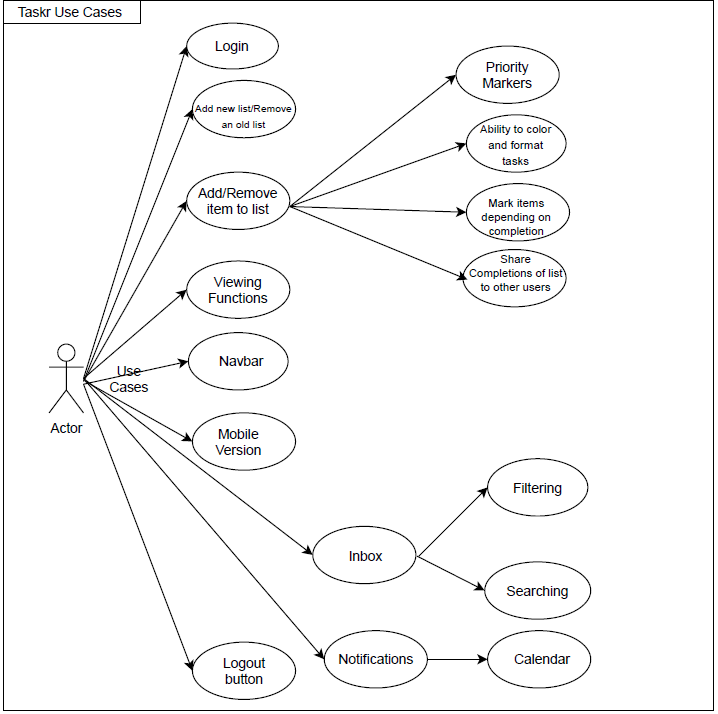 Taskr Use Cases
Login
Add new list/Remove
an old list
Add/Remove
item to list
Priority
Markers
Ability to color
and format
tasks
Mark items
depending on
completion
Share
Completions of list
to other users
Viewing
Functions
Navbar
Use
Cases
Actor
Mobile
Version
Filtering
Inbox
Searching
Logout
button
Notifications
Calendar